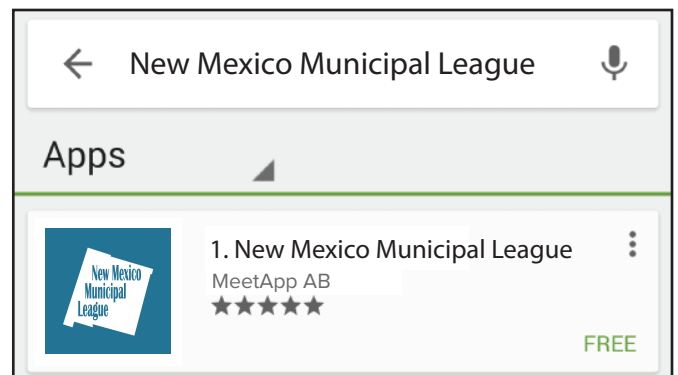 New Mexico Municipal League
Apps
New Mexico
Municipal
League
1. New Mexico Municipal League
MeetApp AB
FREE